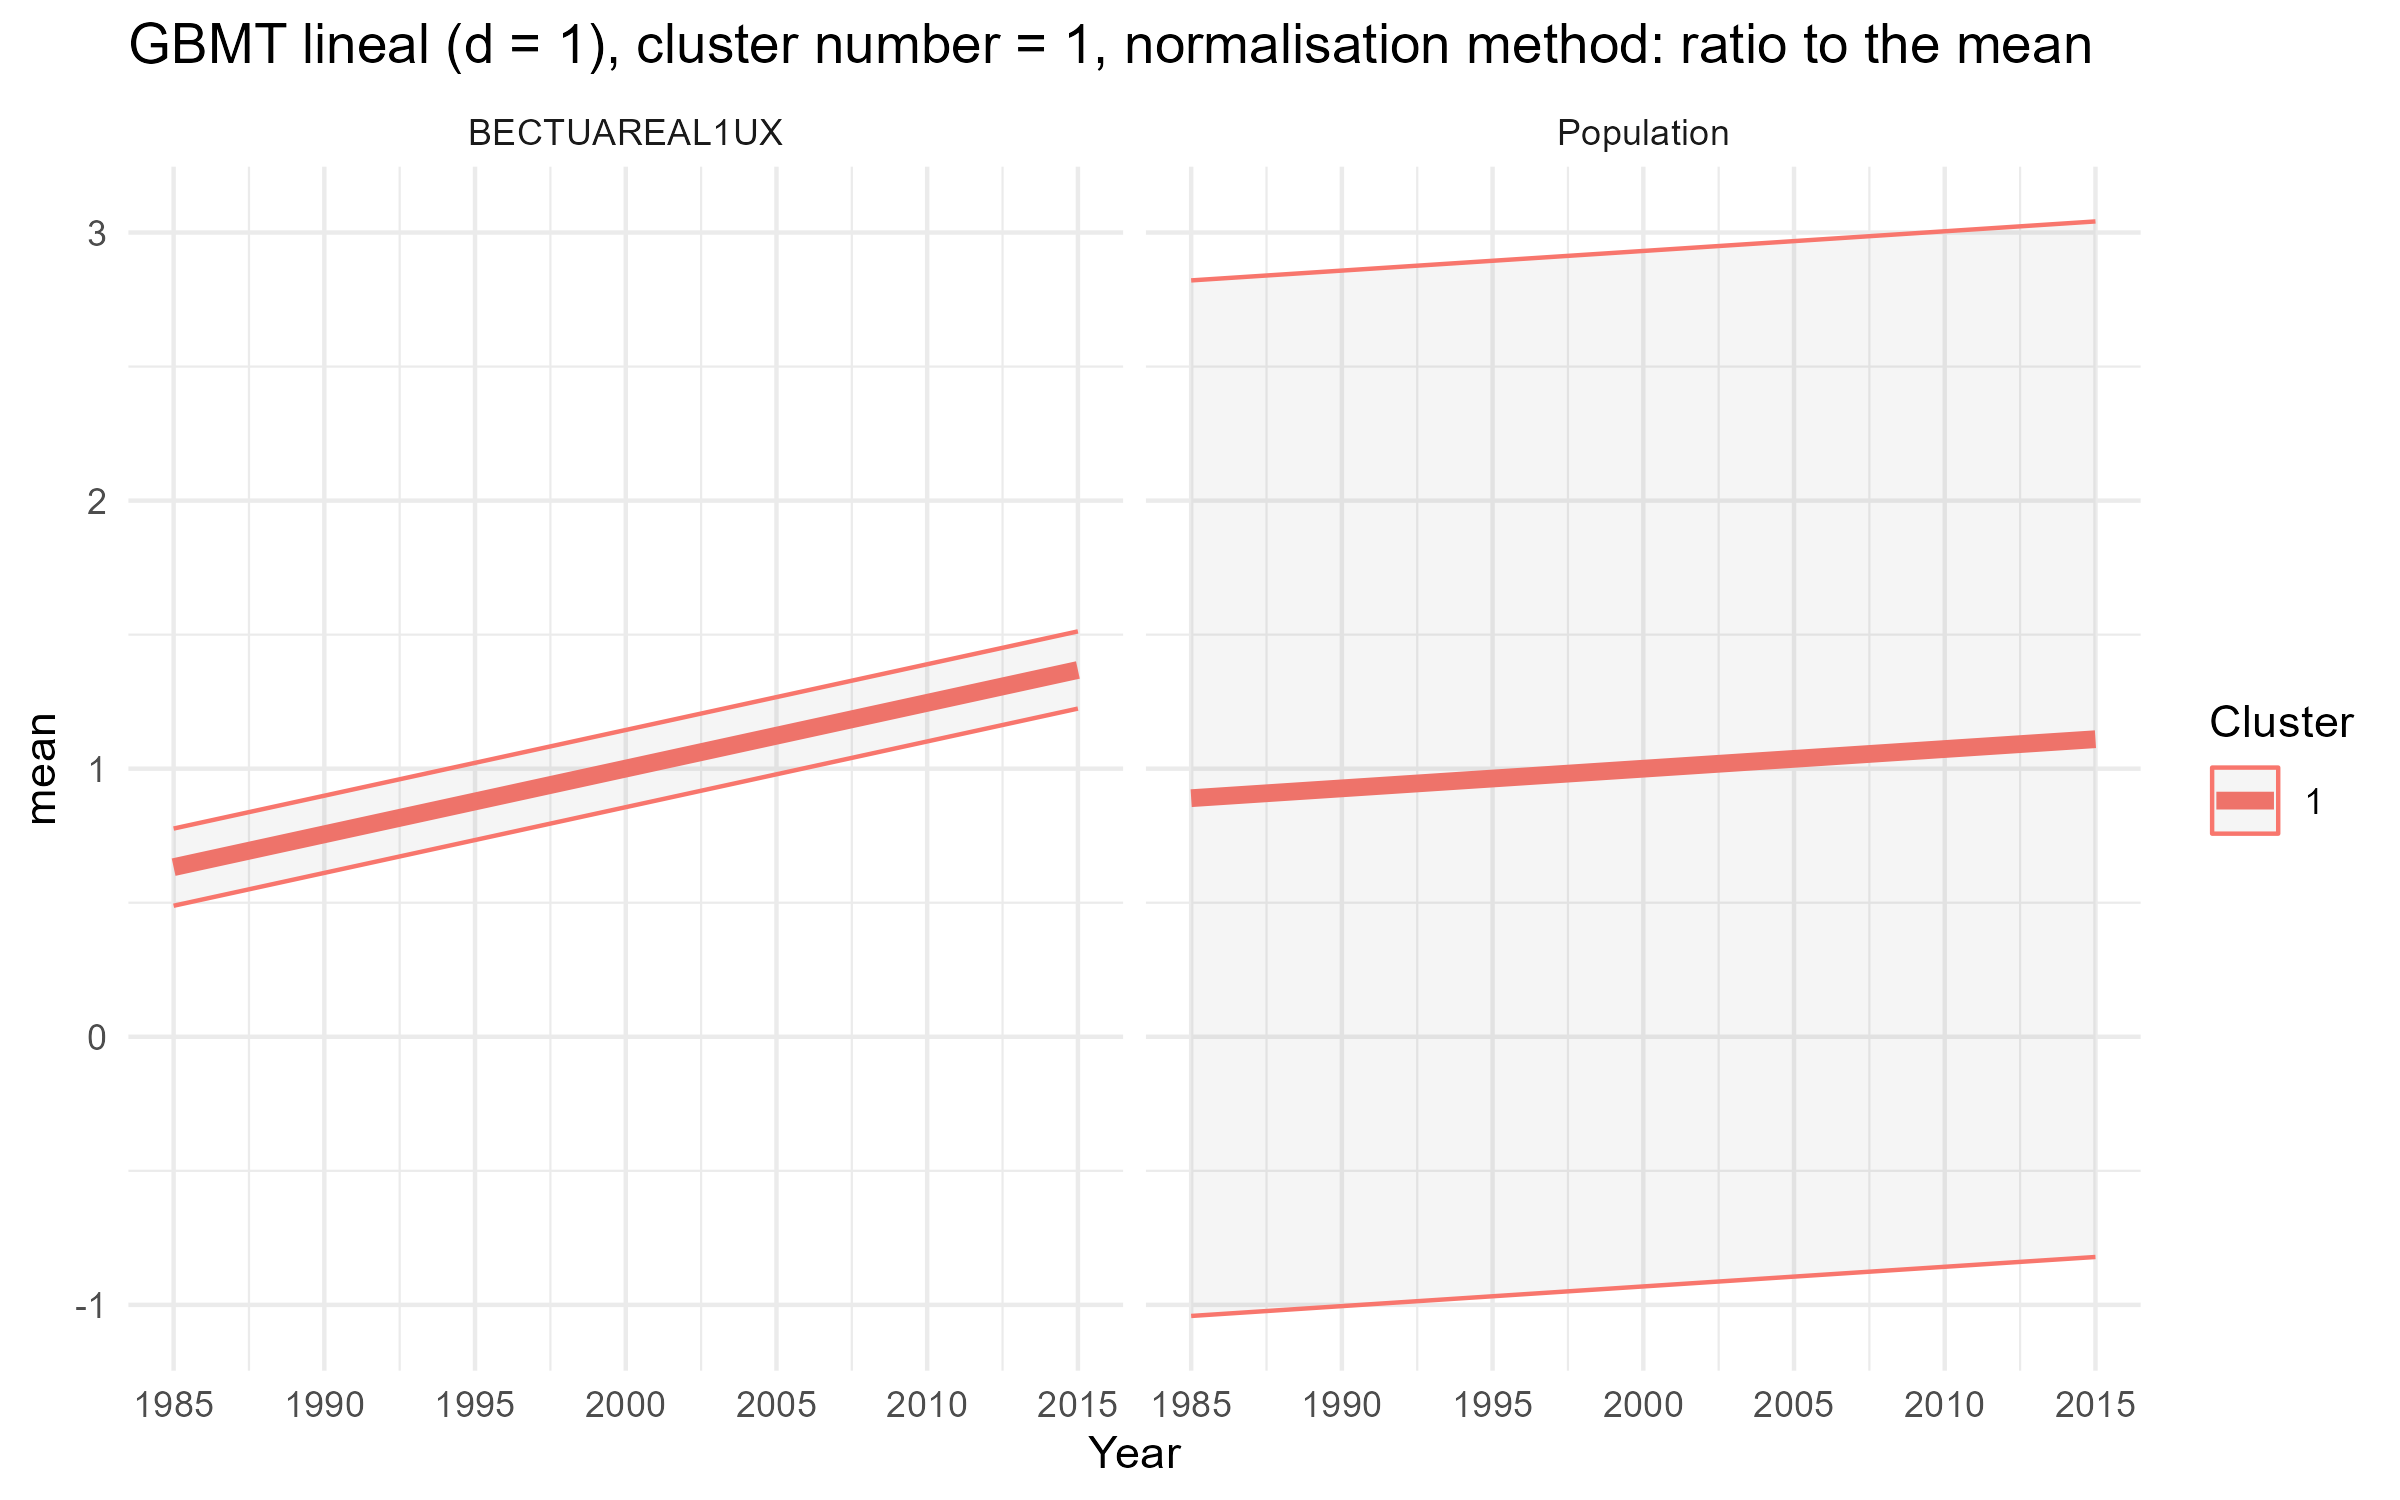 GBMT lineal (d = 1), cluster number = 1, normalisation method: ratio to the mean
BECTUAREAL1UX
Population
3
2
1
0
-1
mean
1985 1990 1995 2000 2005 2010 2015
1985 1990 1995 2000 2005 2010 2015
Year
Cluster
1